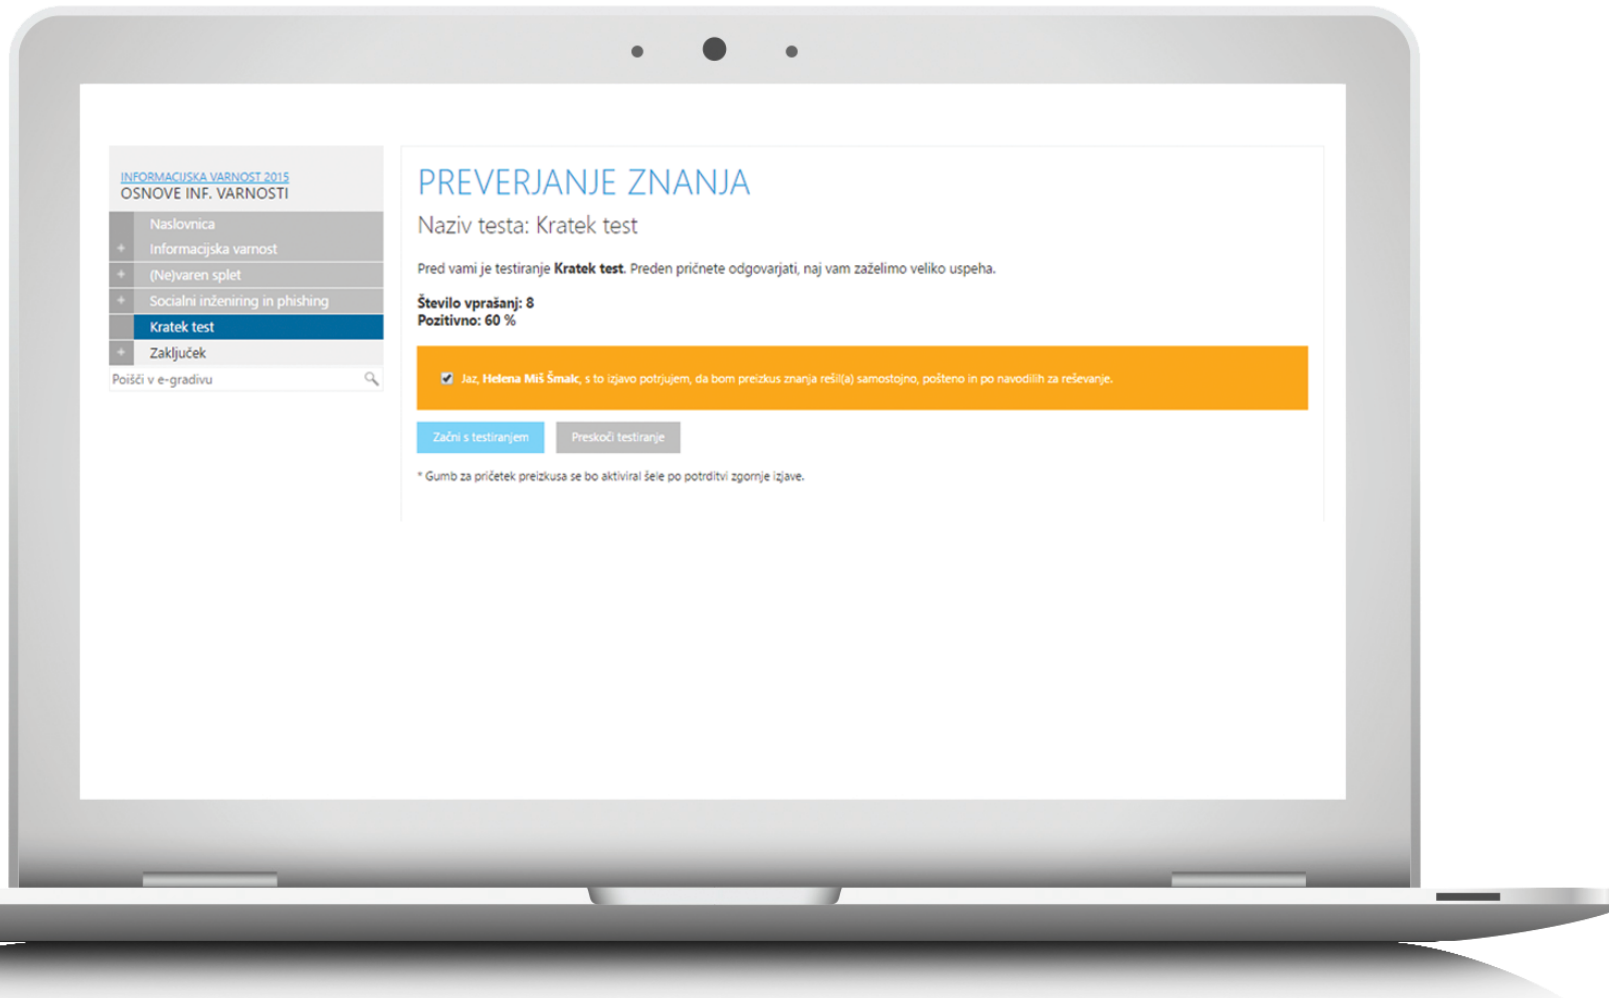 INFORMACIJSKA VARNOST 2015
OSNOVE INF. VARNOSTI
Naslovnica
Informacijska varnost
(Ne)varen splet
Socialni inženiring in phishing
Kratek test
Zaključek
Poišči v e-gradivu
PREVERJANJE ZNANJA
Naziv testa: Kratek test
Pred vami je testiranje Kratek test. Preden pričnete odgovarjati, naj vam zaželimo veliko uspeha.
Število vprašanj: 8
Pozitivno: 60 %
Jaz, Helena Miš Šmalc, s to izjavo potrjujem, da bom preizkus znanja rešil(a) samostojno, pošteno in po navodilih za reševanje.
Začni s testiranjem
Preskoči testiranje
* Gumb za pričetek preizkusa se bo aktiviral šele po potrditvi zgornje izjave.